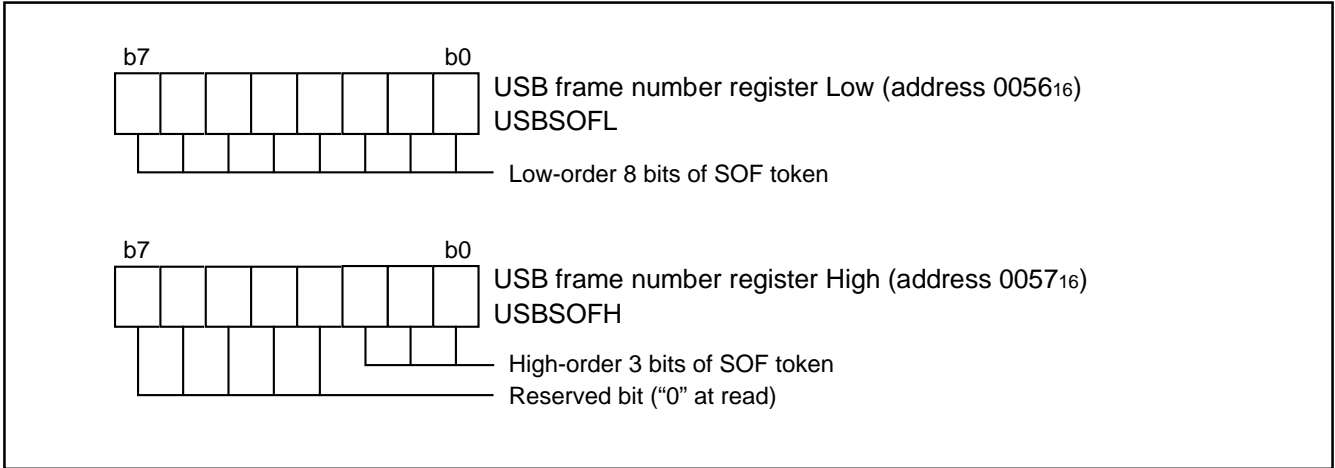 b7 b0
USB frame number register Low (address 005616)
USBSOFL
Low-order 8 bits of SOF token
b7 b0
USB frame number register High (address 005716)
USBSOFH
High-order 3 bits of SOF token
Reserved bit (“0” at read)